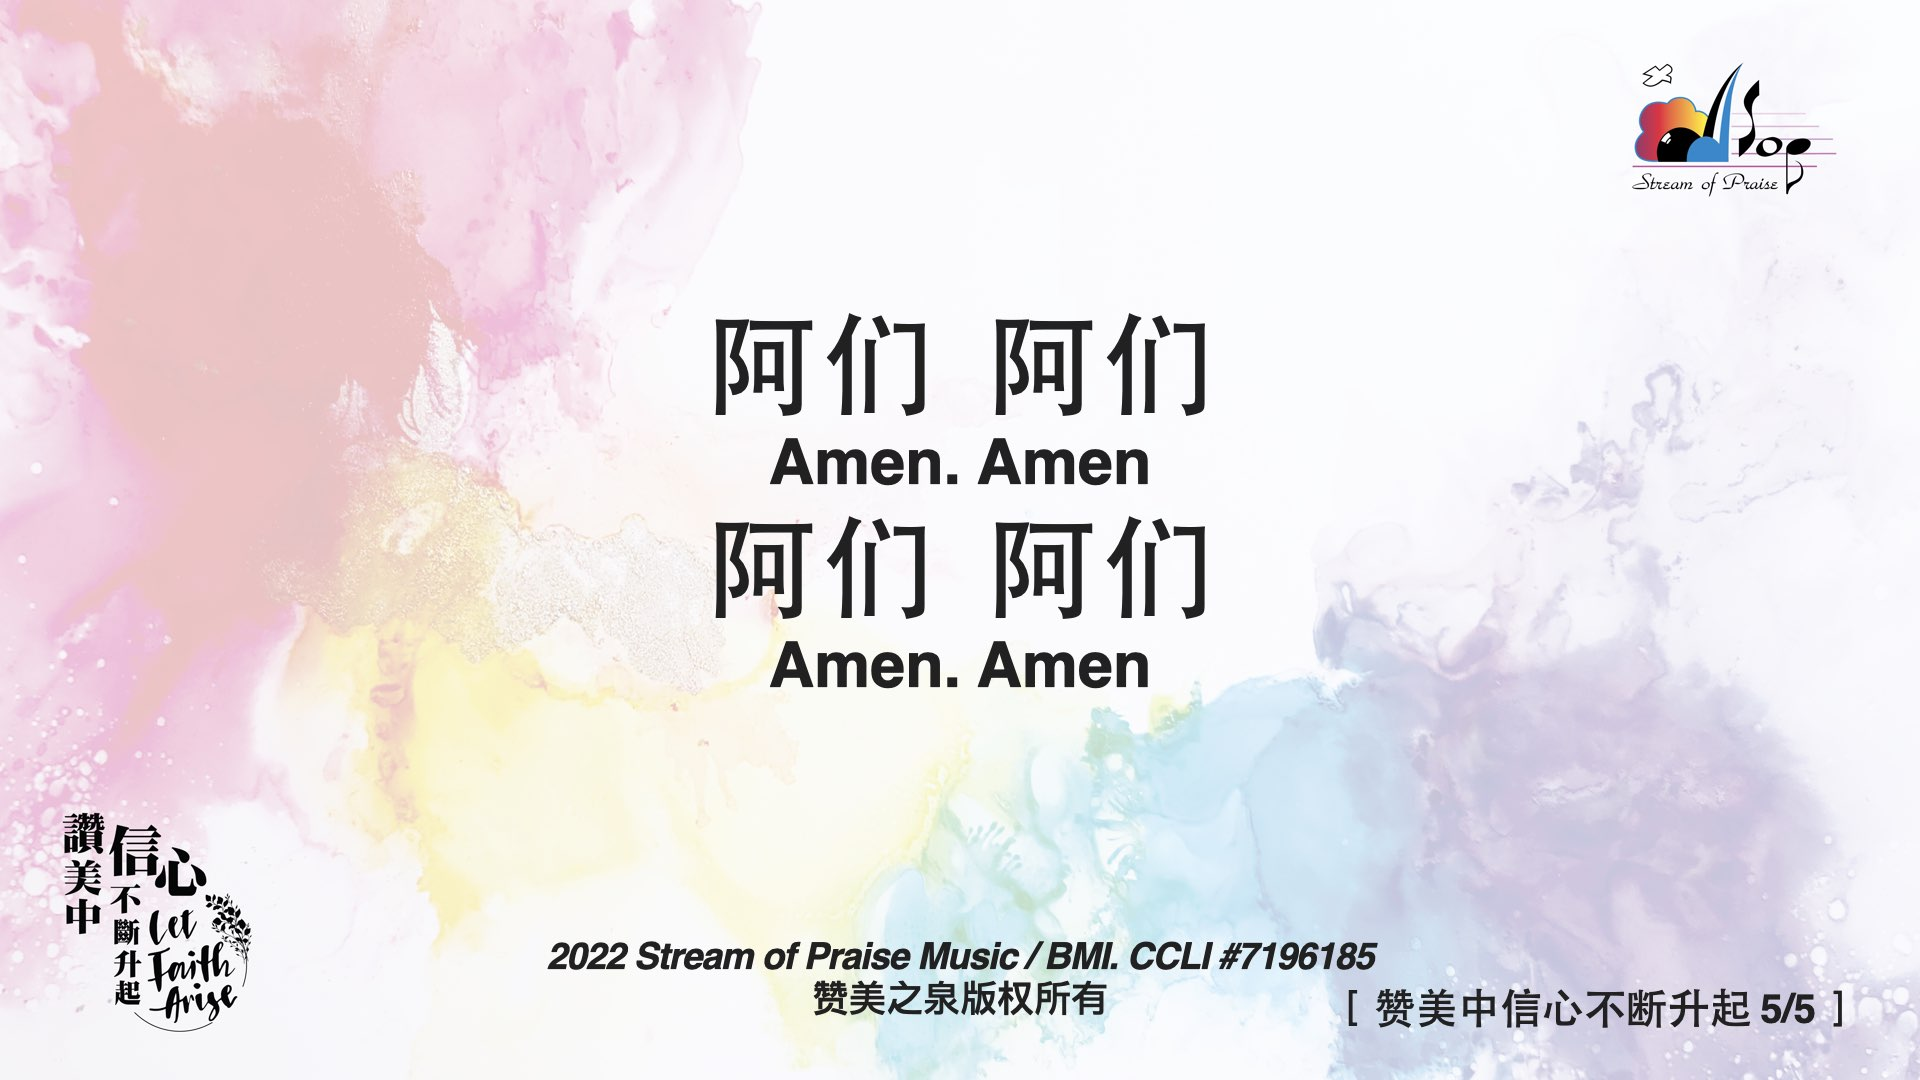 Sop
Stream of Praise
阿们 阿们
Amen. Amen
阿们 阿们
Amen. Amen
讚美中
信心
不斷升起
Let
Faith
Arise
2022 Stream of Praise Music / BMI. CCLI #7196185
赞美之泉版权所有
[ 赞美中信心不断升起 5/5 ]